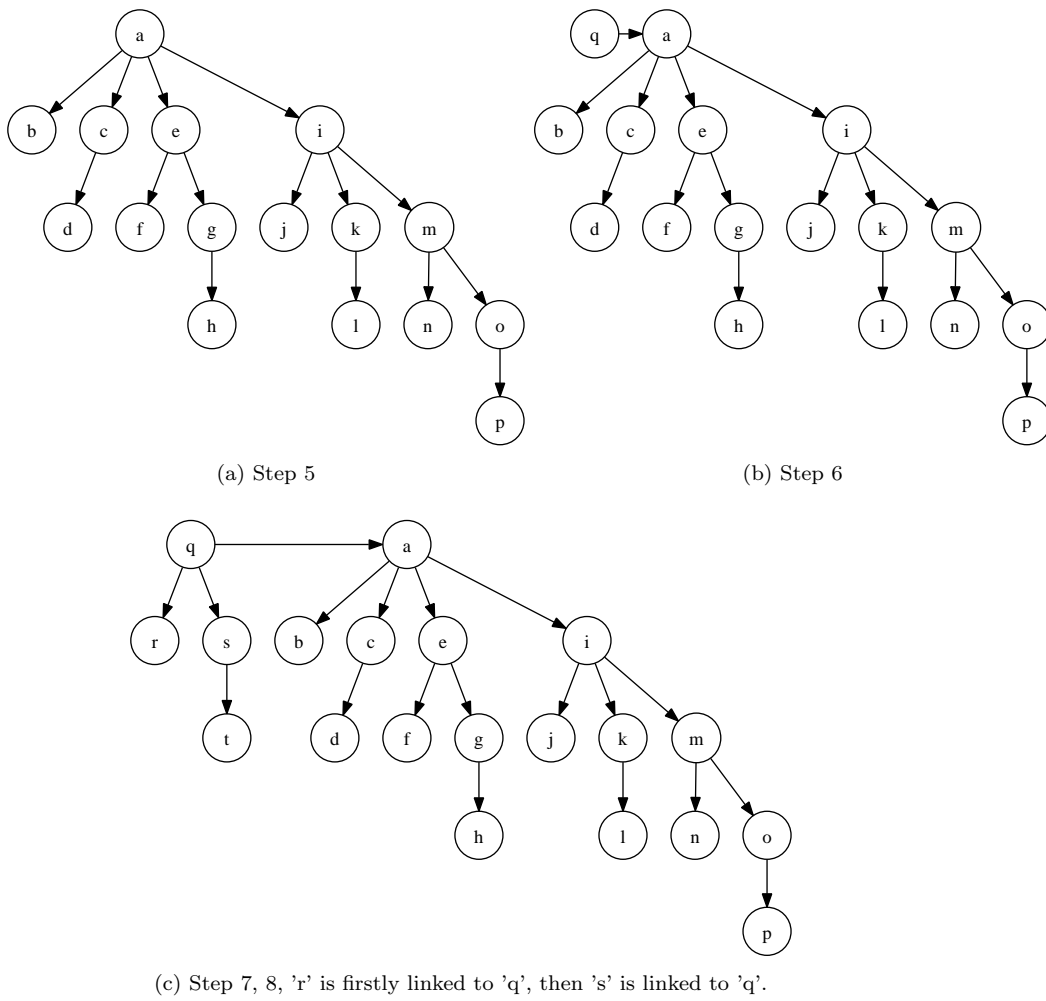 a
b
c
e
i
d
f
g
j
k
m
h
l
n
o
p
(a) Step 5
q
a
b
c
e
i
d
f
g
j
k
m
h
l
n
o
p
(b) Step 6
q
a
r
s
b
c
e
i
t
d
f
g
j
k
m
h
l
n
o
p
(c) Step 7, 8, ’r’ is firstly linked to ’q’, then ’s’ is linked to ’q’.